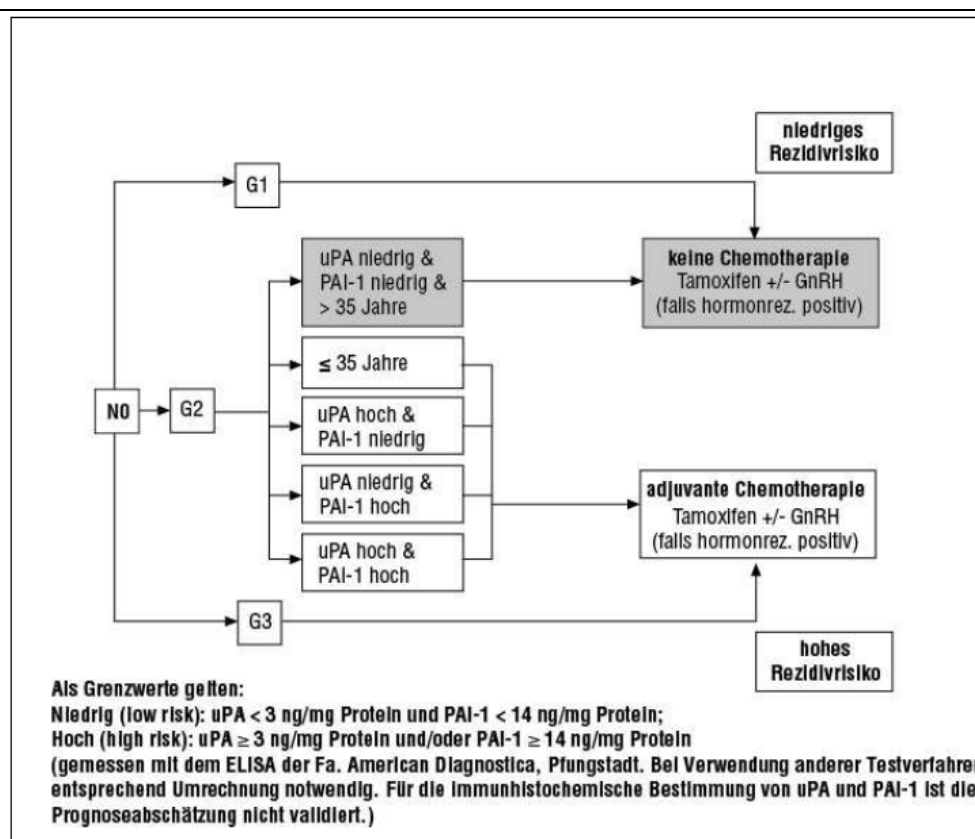 niedriges
Rezidivrisiko
G1
uPA niedrig &
PAI-1 niedrig &
> 35 Jahre
keine Chemotherapie
Tamoxifen +/- GnRH
(falls hormonrez. positiv)
≤ 35 Jahre
N0
G2
uPA hoch &
PAI-1 niedrig
uPA niedrig &
PAI-1 hoch
adjuvante Chemotherapie
Tamoxifen +/- GnRH
(falls hormonrez. positiv)
uPA hoch &
PAI-1 hoch
G3
hohes
Rezidivrisiko
Als Grenzwerte gelten:
Niedrig (low risk): uPA < 3 ng/mg Protein und PAI-1 < 14 ng/mg Protein;
Hoch (high risk): uPA ≥ 3 ng/mg Protein und/oder PAI-1 ≥ 14 ng/mg Protein
(gemessen mit dem ELISA der Fa. American Diagnostica, Pfungstadt. Bei Verwendung anderer Testverfahren
entsprechend Umrechnung notwendig. Für die immunhistochemische Bestimmung von uPA und PAI-1 ist die
Prognoseabschätzung nicht validiert.)